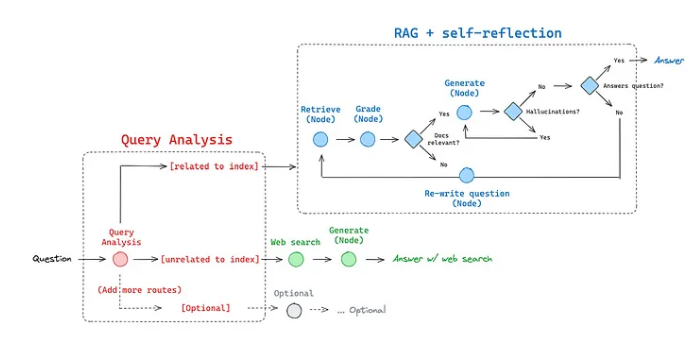 RAG + self-reflection
Yes
Answer
Answers question?
No
Generate
(Node)
No
Hallucinations?
Yes
Retrieve
(Node)
Grade
(Node)
Yes
Docs
relevant?
No
Re-write question
(Node)
Query Analysis
[related to index]
Query
Analysis
Question
[unrelated to index]
Web search
Generate
(Node)
Answer w/ web search
(Add more routes)
[Optional]
Optional
... Optional